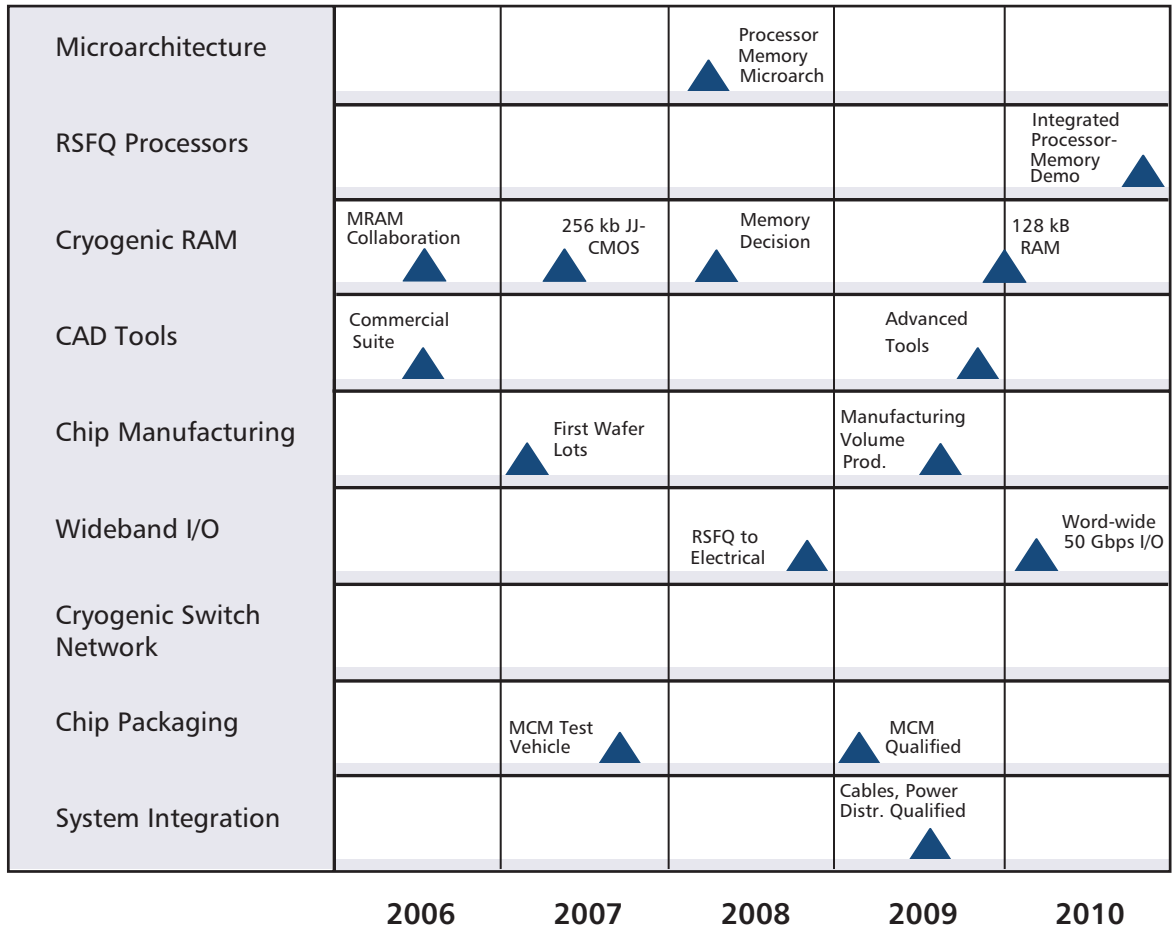 Microarchitecture
Processor
Memory
Microarch
RSFQ Processors
Integrated
Processor-
Memory
Demo
Cryogenic RAM
MRAM
Collaboration
256 kb JJ-
CMOS
Memory
Decision
128 kB
RAM
CAD Tools
Commercial
Suite
Advanced
Tools
Chip Manufacturing
First Wafer
Lots
Manufacturing
Volume
Prod.
Wideband I/O
RSFQ to
Electrical
Word-wide
50 Gbps I/O
Cryogenic Switch
Network
Chip Packaging
MCM Test
Vehicle
MCM
Qualified
System Integration
Cables, Power
Distr. Qualified
2006 2007 2008 2009 2010